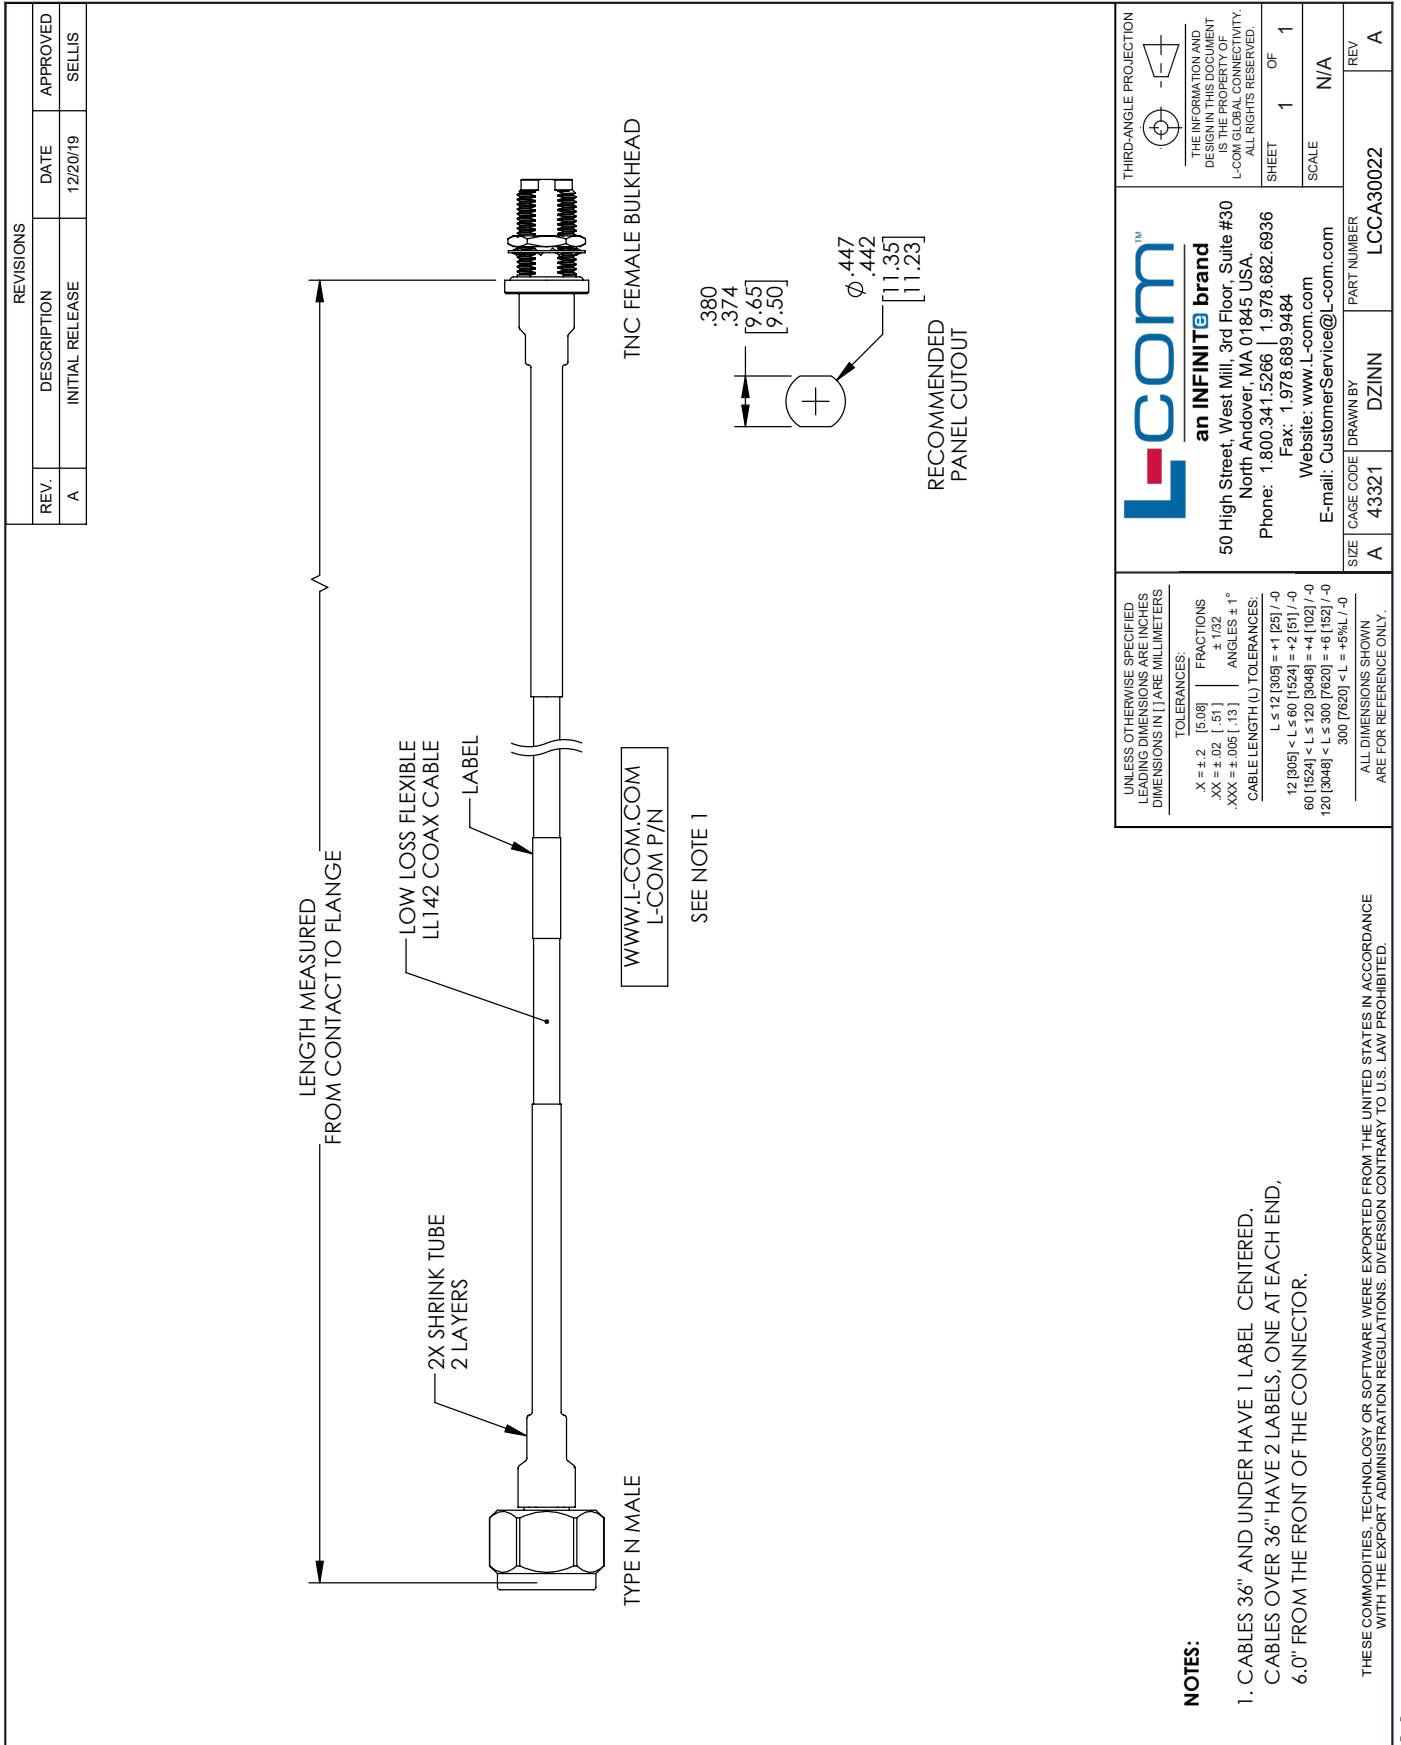 REVISIONS
REV. DESCRIPTION DATE APPROVED
A INITIAL RELEASE 12/20/19 SELLIS
LENGTH MEASURED
FROM CONTACT TO FLANGE
2X SHRINK TUBE
2 LAYERS
LOW LOSS FLEXIBLE
LL142 COAX CABLE
LABEL
TYPE N MALE
WWW.L-COM.COM
L-COM P/N
SEE NOTE 1
TNC FEMALE BULKHEAD
.380
.374
[9.65]
[9.50]
Ø .447
.442
[11.35]
[11.23]
RECOMMENDED
PANEL CUTOUT
NOTES:
1. CABLES 36" AND UNDER HAVE 1 LABEL CENTERED.
CABLES OVER 36" HAVE 2 LABELS, ONE AT EACH END,
6.0" FROM THE FRONT OF THE CONNECTOR.
THESE COMMODITIES, TECHNOLOGY OR SOFTWARE WERE EXPORTED FROM THE UNITED STATES IN ACCORDANCE
WITH THE EXPORT ADMINISTRATION REGULATIONS. DIVERSION CONTRARY TO U.S. LAW PROHIBITED.
UNLESS OTHERWISE SPECIFIED
LEADING DIMENSIONS ARE INCHES
DIMENSIONS IN [ ] ARE MILLIMETERS
TOLERANCES:
.X = ± .2 [5.08] FRACTIONS
.XX = ± .02 [ .51 ] ± 1/32
.XXX = ± .005 [ .13 ] ANGLES ± 1°
CABLE LENGTH (L) TOLERANCES:
L ≤ 12 [305] = +1 [25] / -0
12 [305] < L ≤ 60 [1524] = +2 [51] / -0
60 [1524] < L ≤ 120 [3048] = +4 [102] / -0
120 [3048] < L ≤ 300 [7620] = +6 [152] / -0
300 [7620] < L = +5%L / -0
ALL DIMENSIONS SHOWN
ARE FOR REFERENCE ONLY.
L-com™
an INFINITe brand
50 High Street, West Mill, 3rd Floor, Suite #30
North Andover, MA 01845 USA.
Phone: 1.800.341.5266 | 1.978.682.6936
Fax: 1.978.689.9484
Website: www.L-com.com
E-mail: CustomerService@L-com.com
THIRD-ANGLE PROJECTION
THE INFORMATION AND
DESIGN IN THIS DOCUMENT
IS THE PROPERTY OF
L-COM GLOBAL CONNECTIVITY.
ALL RIGHTS RESERVED.
SHEET 1 OF 1
SCALE N/A
SIZE A
CAGE CODE 43321
DRAWN BY DZINN
PART NUMBER LCCA30022
REV A